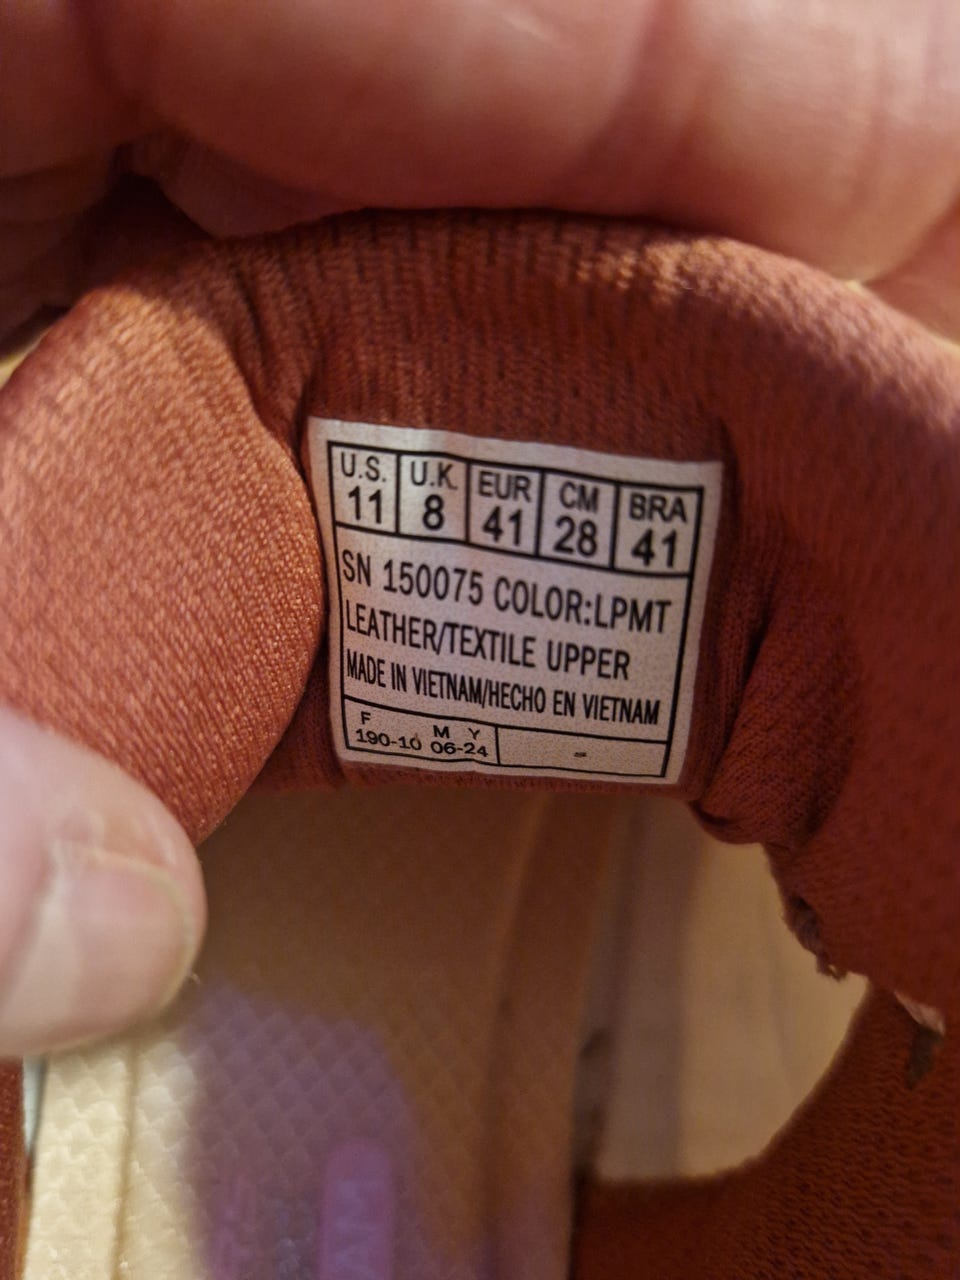 U.S. U.K. EUR CM BRA
11 8 41 28 41
SN 150075 COLOR:LPMT
LEATHER/TEXTILE UPPER
MADE IN VIETNAM/HECHO EN VIETNAM
F M Y
190-10 06-24